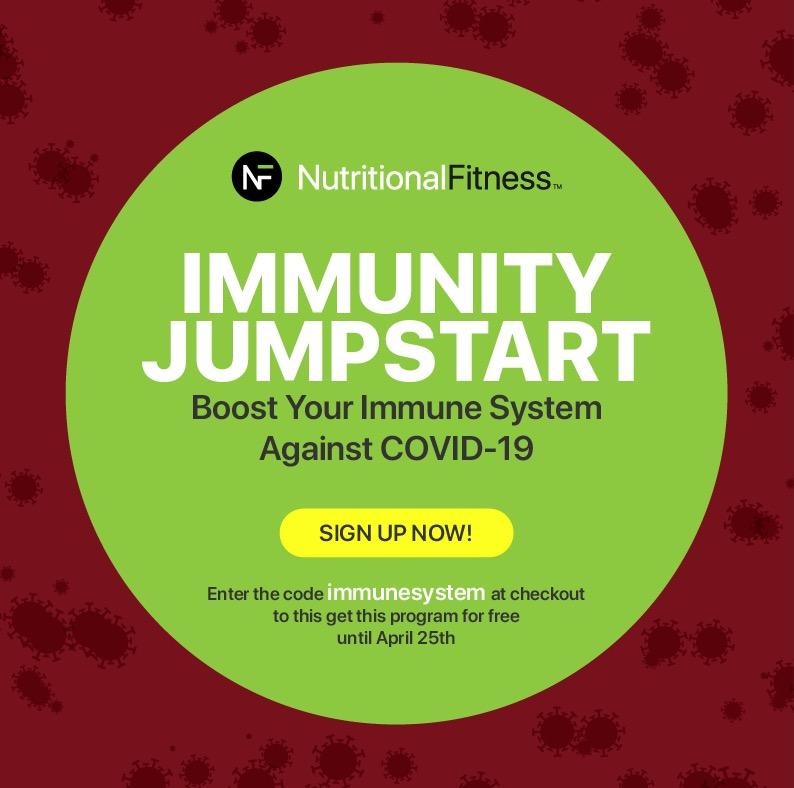 NF NutritionalFitness™
IMMUNITY
JUMPSTART
Boost Your Immune System
Against COVID-19
SIGN UP NOW!
Enter the code immunesystem at checkout
to this get this program for free
until April 25th